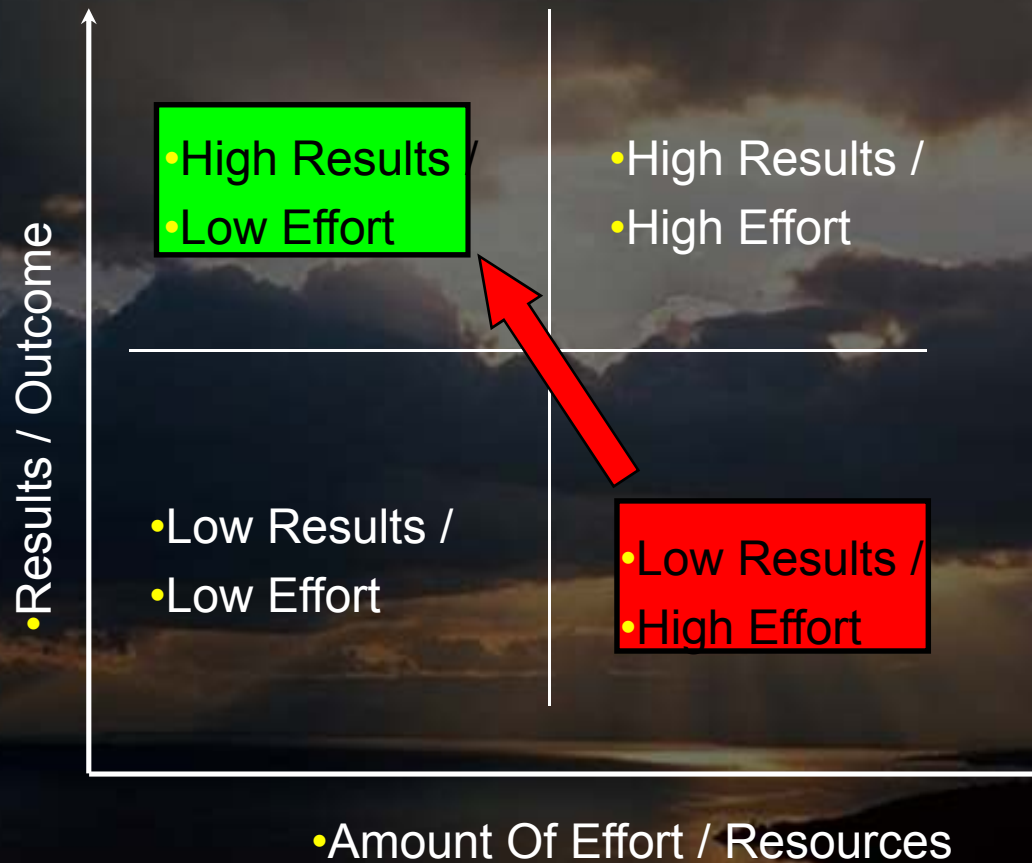 •High Results /
•Low Effort
•High Results /
•High Effort
•Results / Outcome
•Low Results /
•Low Effort
•Low Results /
•High Effort
•Amount Of Effort / Resources